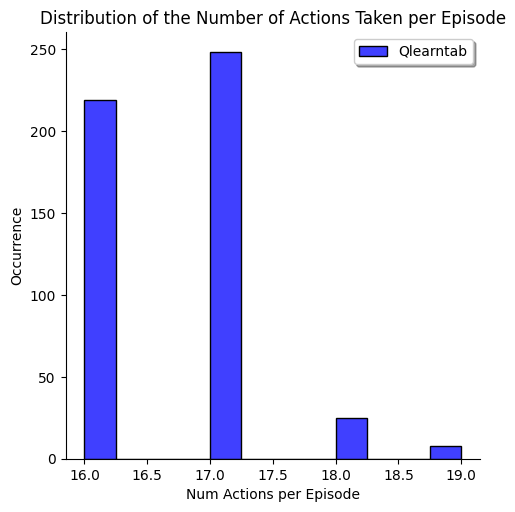 Distribution of the Number of Actions Taken per Episode
Qlearntab
250
200
150
100
50
0
Occurrence
16.0 16.5 17.0 17.5 18.0 18.5 19.0
Num Actions per Episode